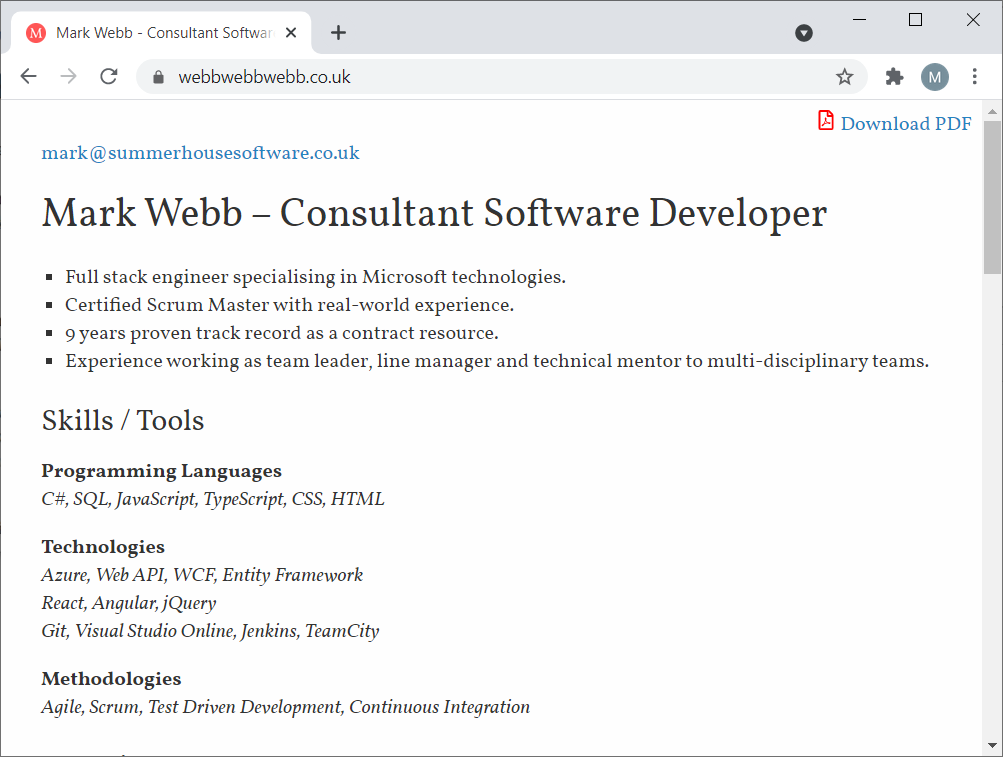 M Mark Webb - Consultant Softwar
webbwebbwebb.co.uk
M
Download PDF
mark@summerhousesoftware.co.uk
Mark Webb – Consultant Software Developer
▪ Full stack engineer specialising in Microsoft technologies.
▪ Certified Scrum Master with real-world experience.
▪ 9 years proven track record as a contract resource.
▪ Experience working as team leader, line manager and technical mentor to multi-disciplinary teams.
Skills / Tools
Programming Languages
C#, SQL, JavaScript, TypeScript, CSS, HTML
Technologies
Azure, Web API, WCF, Entity Framework
React, Angular, jQuery
Git, Visual Studio Online, Jenkins, TeamCity
Methodologies
Agile, Scrum, Test Driven Development, Continuous Integration